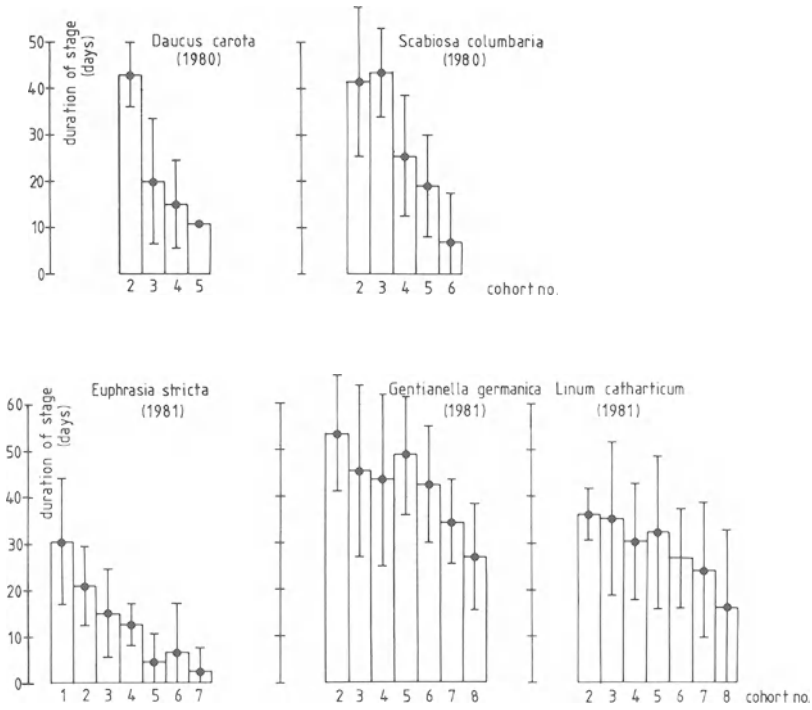 Daucus carota
(1980)
Scabiosa columbaria
(1980)
duration of stage
(days)
50
40
30
20
10
0
2 3 4 5
2 3 4 5 6
cohort no.
Euphrasia stricta
(1981)
Gentianella germanica
(1981)
Linum catharticum
(1981)
duration of stage
(days)
60
50
40
30
20
10
0
1 2 3 4 5 6 7
2 3 4 5 6 7 8
2 3 4 5 6 7 8
cohort no.